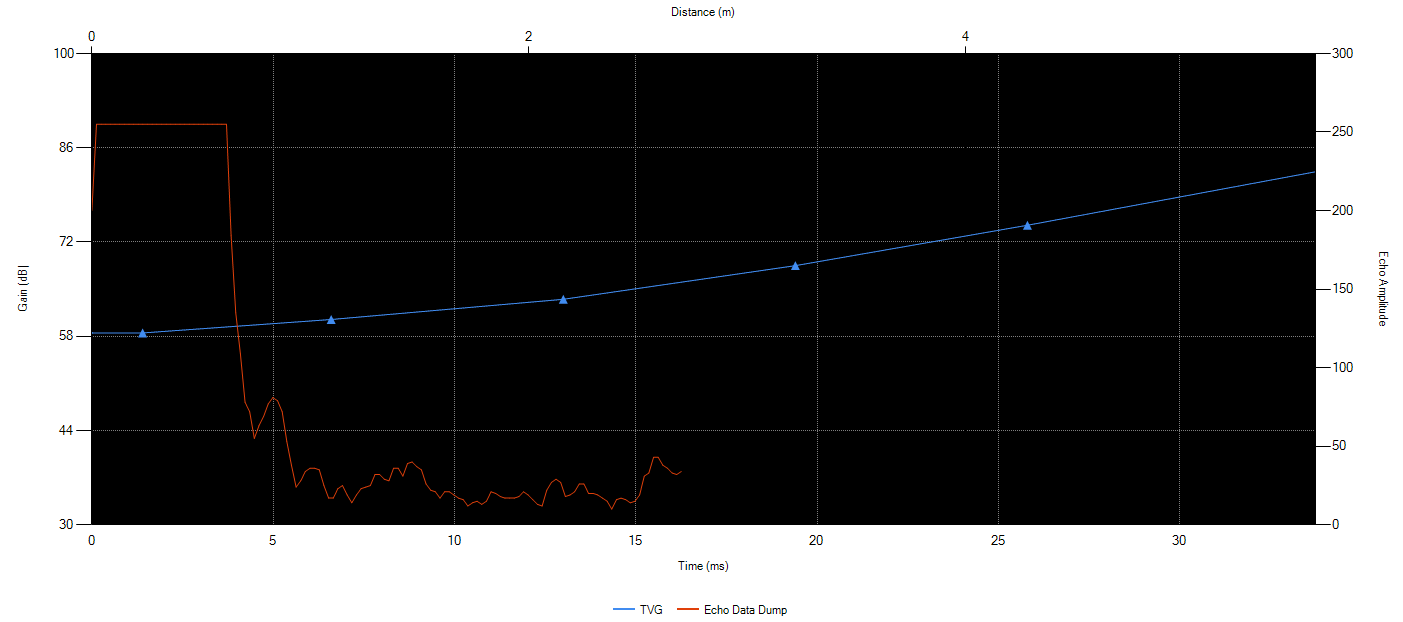 Distance (m)
0 2 4
100 300
250
86
200
72
Gain (dB)
150
Echo Amplitude
58
100
44
50
30 0
0 5 10 15 20 25 30
Time (ms)
TVG Echo Data Dump